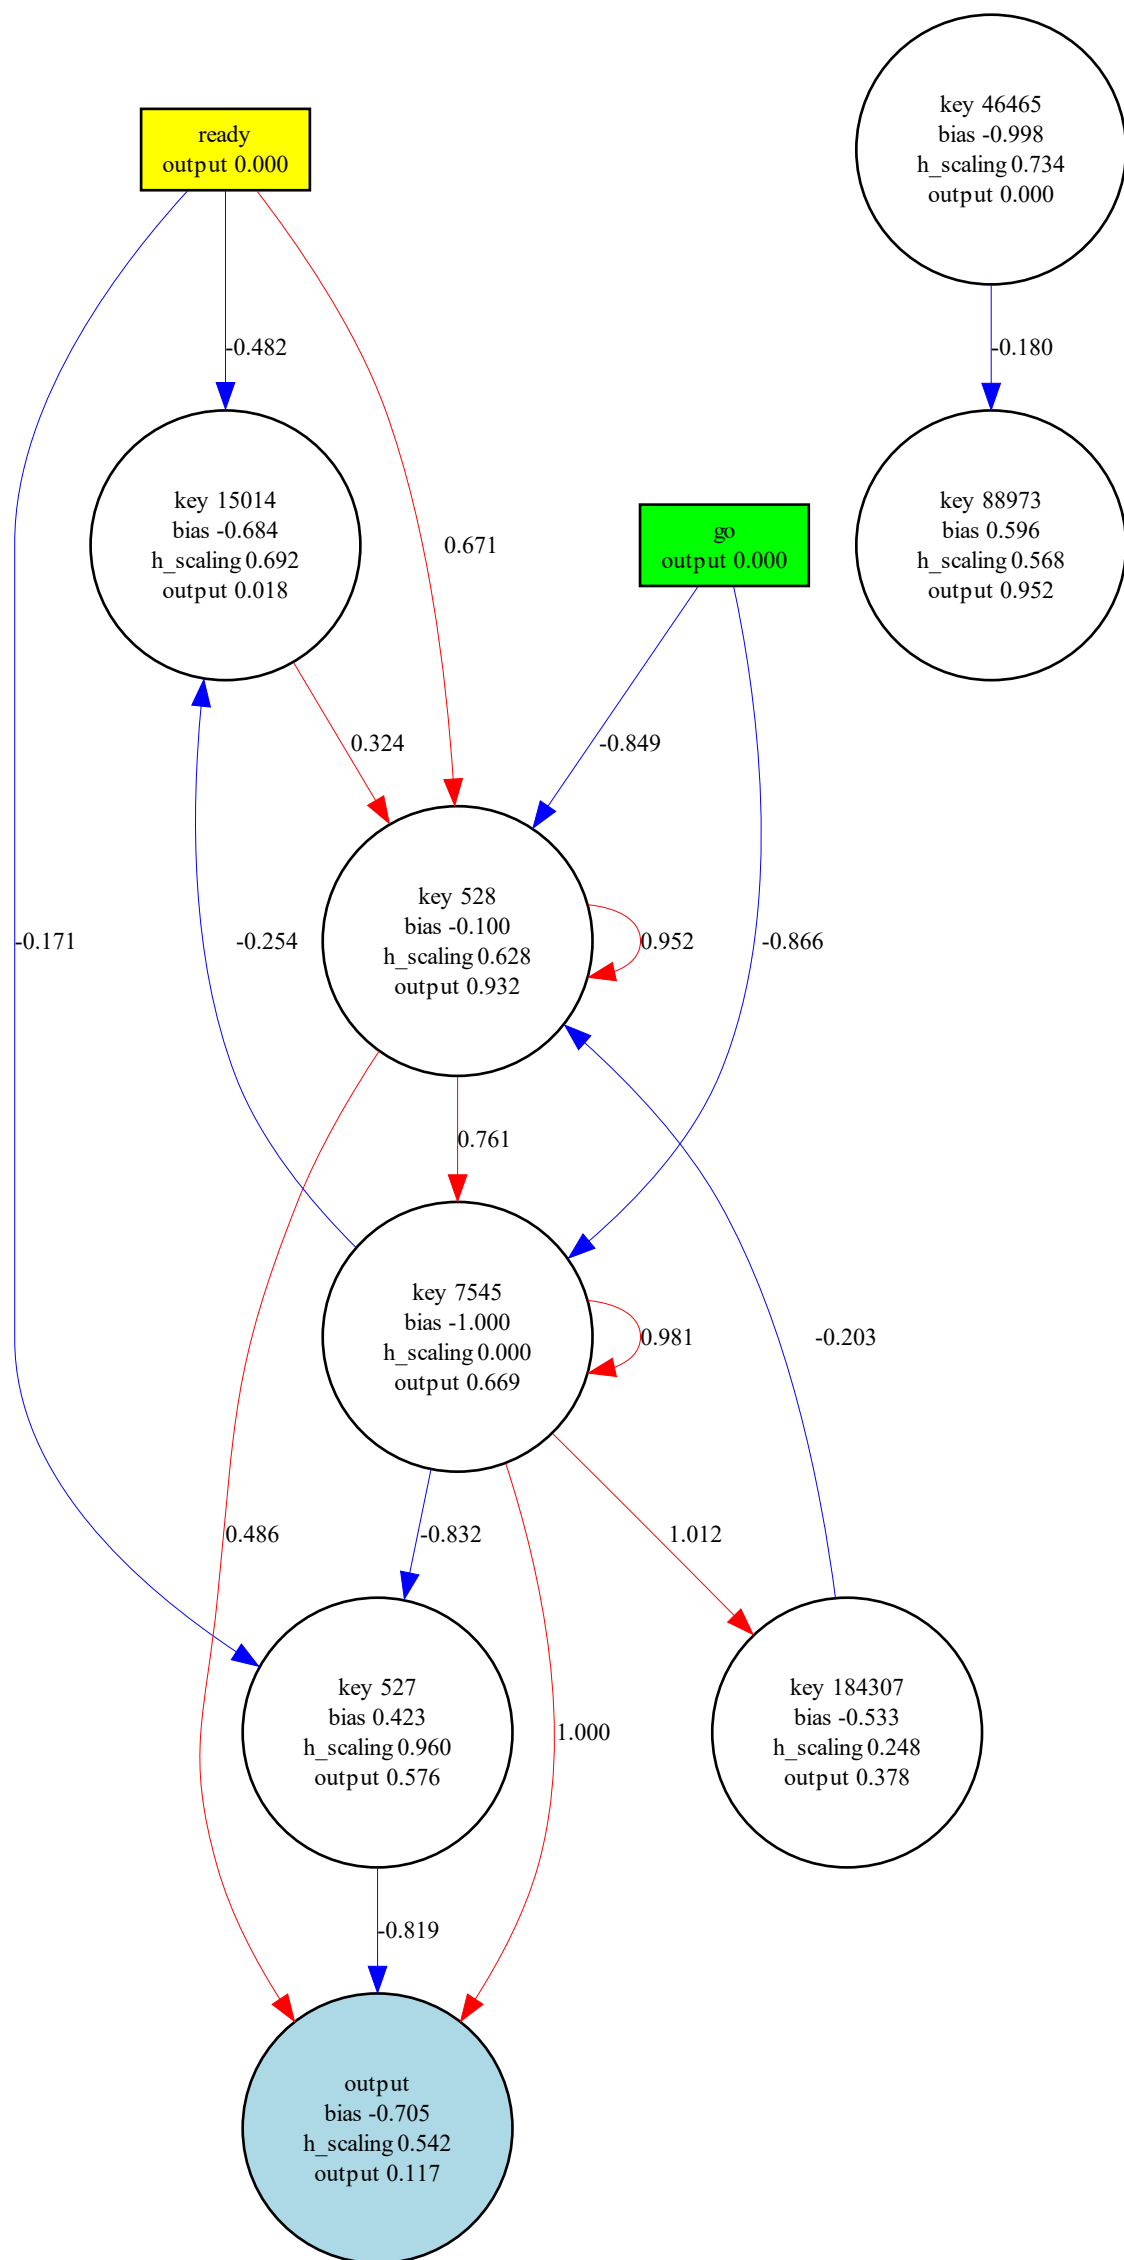 key 46465
bias -0.998
h_scaling 0.734
output 0.000
ready
output 0.000
-0.482
-0.180
key 15014
bias -0.684
h_scaling 0.692
output 0.018
0.671
go
output 0.000
key 88973
bias 0.596
h_scaling 0.568
output 0.952
0.324
-0.849
key 528
bias -0.100
h_scaling 0.628
output 0.932
-0.171
-0.254
0.952
-0.866
0.761
key 7545
bias -1.000
h_scaling 0.000
output 0.669
0.981
-0.203
0.486
-0.832
1.012
key 527
bias 0.423
h_scaling 0.960
output 0.576
1.000
key 184307
bias -0.533
h_scaling 0.248
output 0.378
-0.819
output
bias -0.705
h_scaling 0.542
output 0.117